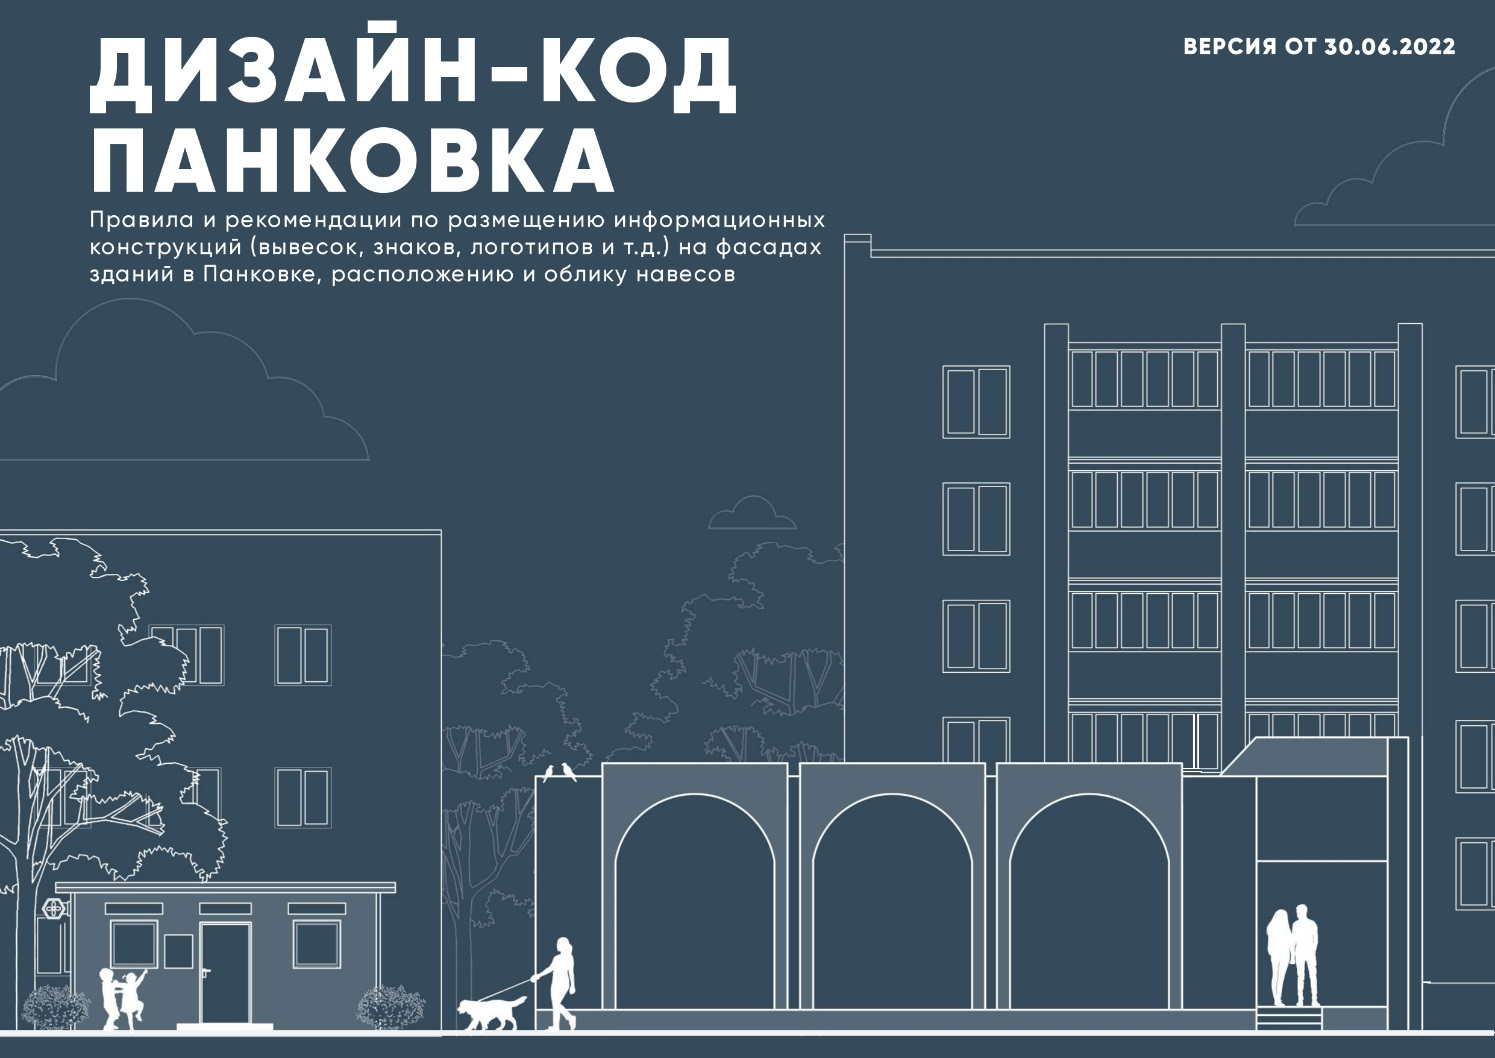 ДИЗАЙН-КОД
ПАНКОВКА
ВЕРСИЯ ОТ 30.06.2022
Правила и рекомендации по размещению информационных
конструкций (вывесок, знаков, логотипов и т.д.) на фасадах
зданий в Панковке, расположению и облику навесов